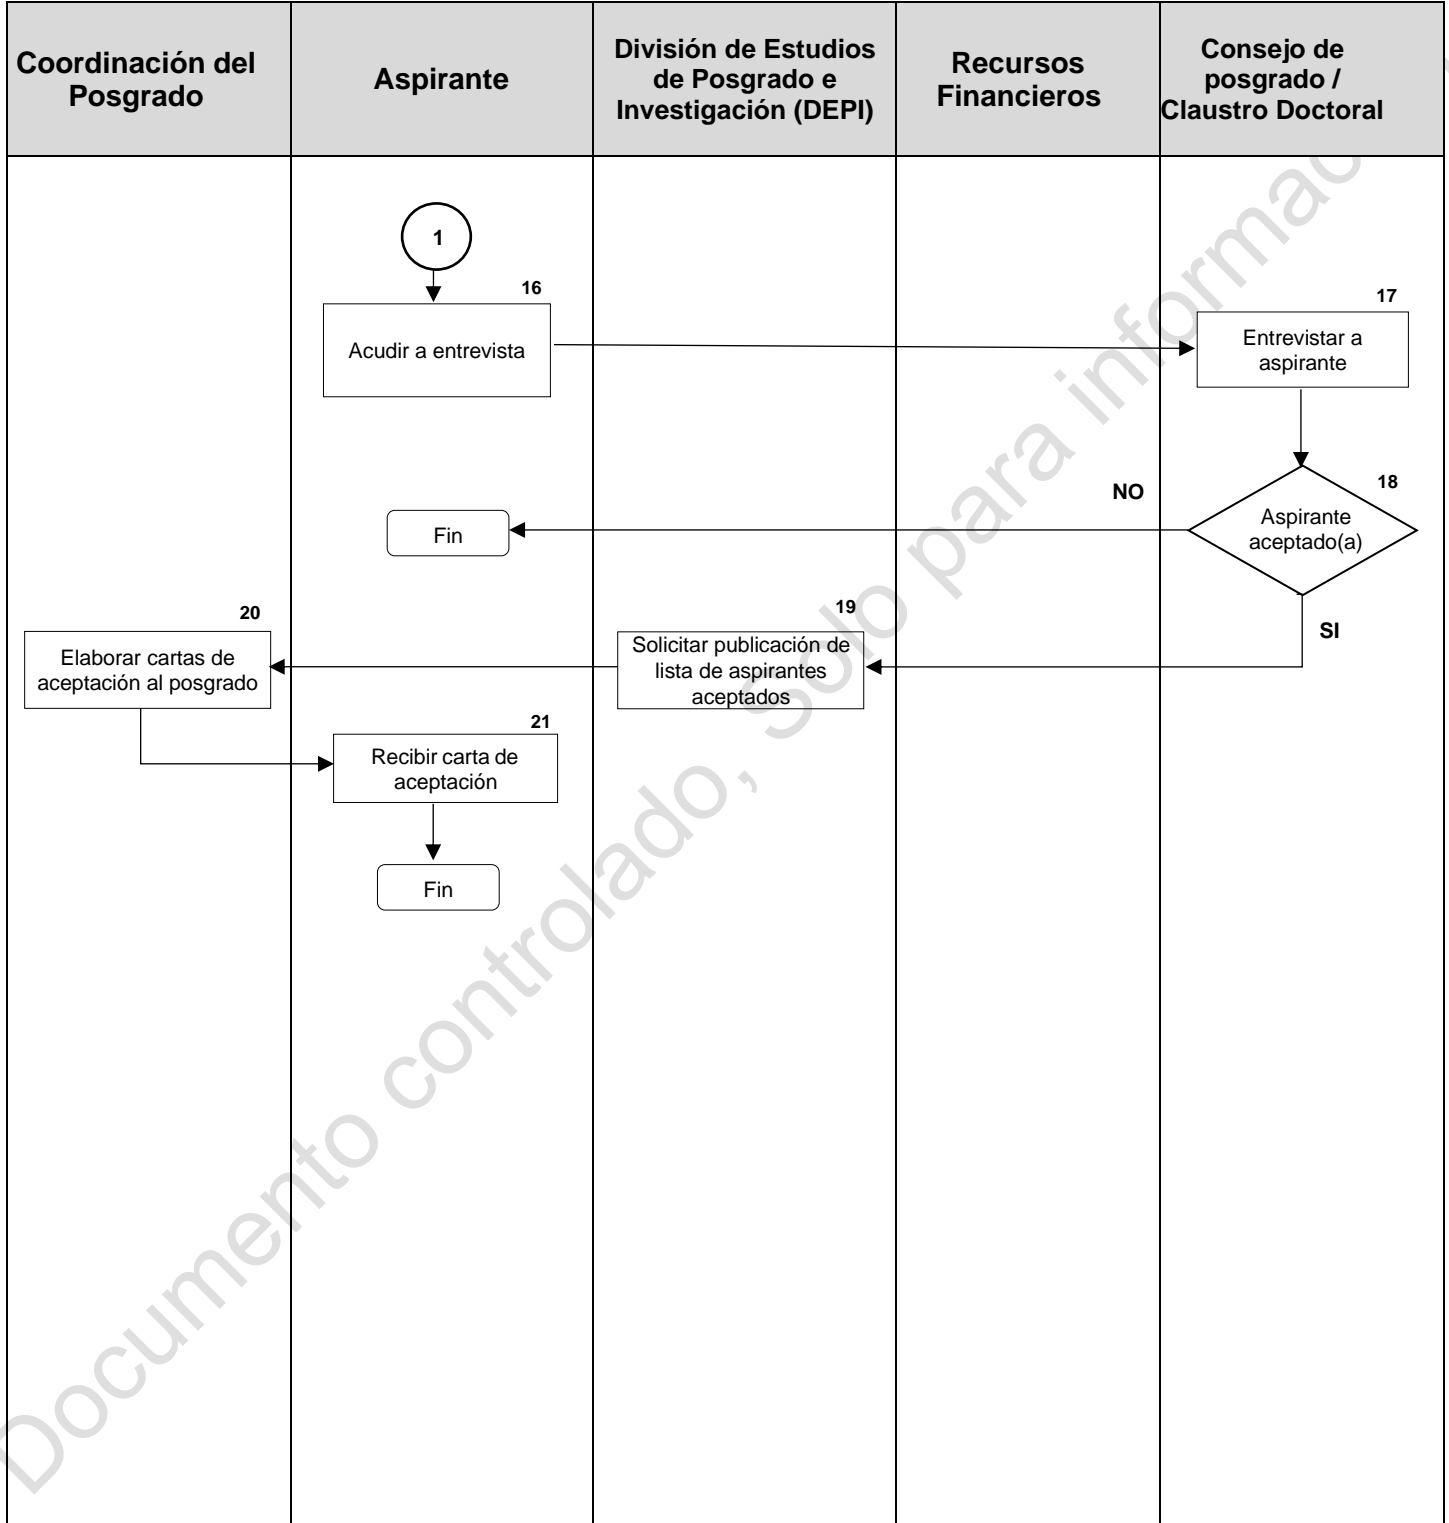 Coordinación del
Posgrado
Aspirante
División de Estudios
de Posgrado e
Investigación (DEPI)
Recursos
Financieros
Consejo de
posgrado /
Claustro Doctoral
1
16
Acudir a entrevista
17
Entrevistar a
aspirante
18
Aspirante
aceptado(a)
NO
Fin
SI
19
Solicitar publicación de
lista de aspirantes
aceptados
20
Elaborar cartas de
aceptación al posgrado
21
Recibir carta de
aceptación
Fin
Documento controlado, Solo para informac